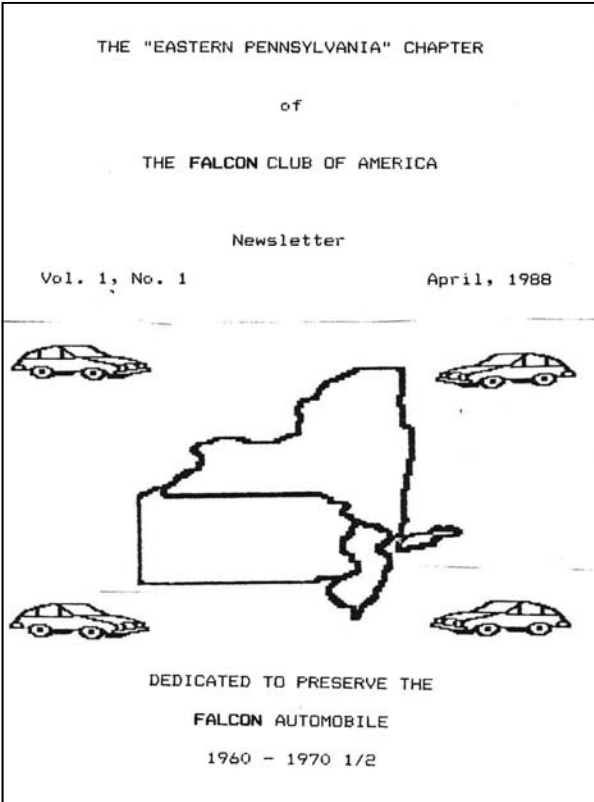 THE "EASTERN PENNSYLVANIA" CHAPTER
of
THE FALCON CLUB OF AMERICA
Newsletter
Vol. 1, No. 1 April, 1988
DEDICATED TO PRESERVE THE
FALCON AUTOMOBILE
1960 - 1970 1/2